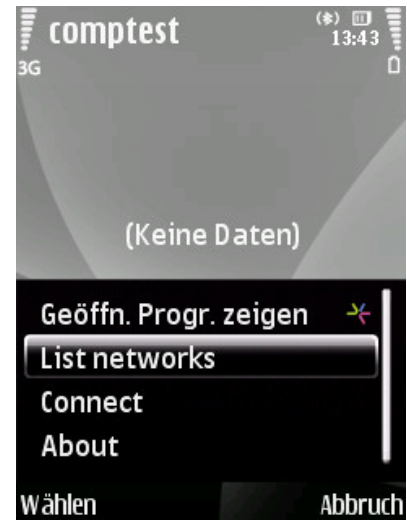 comptest
13:43
3G
(Keine Daten)
Geöffn. Progr. zeigen
List networks
Connect
About
Wählen Abbruch